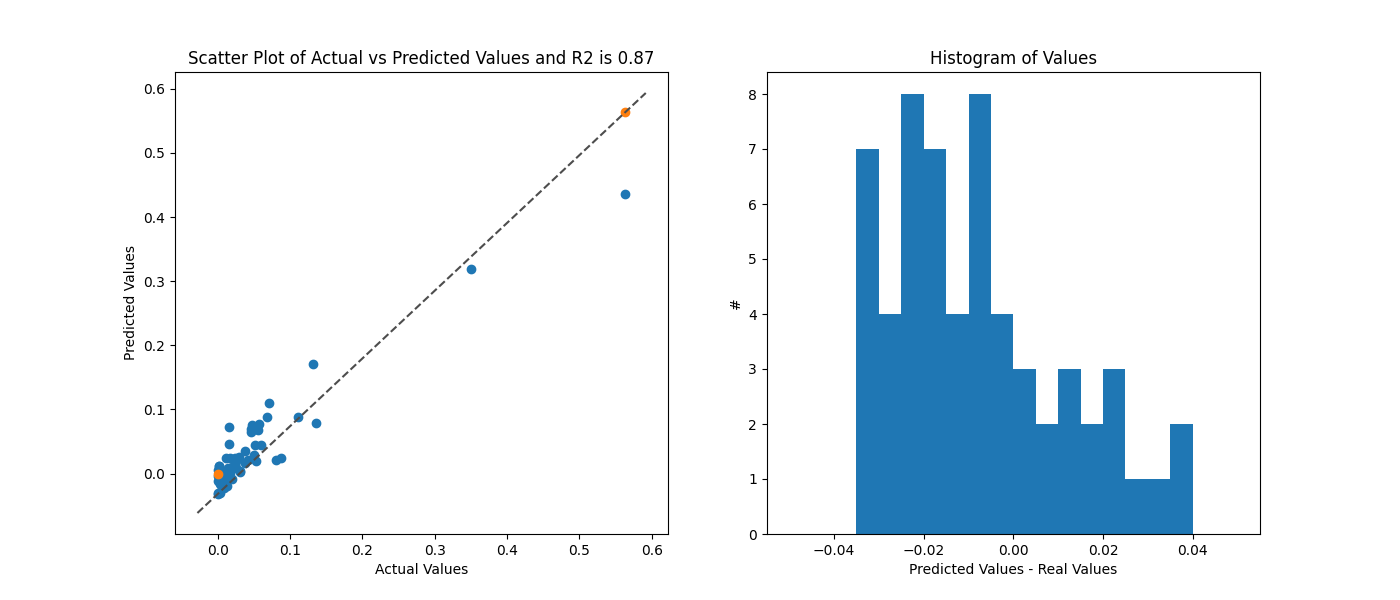 Scatter Plot of Actual vs Predicted Values and R2 is 0.87
0.6
0.5
0.4
0.3
0.2
0.1
0.0
Predicted Values
0.0 0.1 0.2 0.3 0.4 0.5 0.6
Actual Values
Histogram of Values
8
7
6
5
4
3
2
1
0
#
−0.04 −0.02 0.00 0.02 0.04
Predicted Values - Real Values